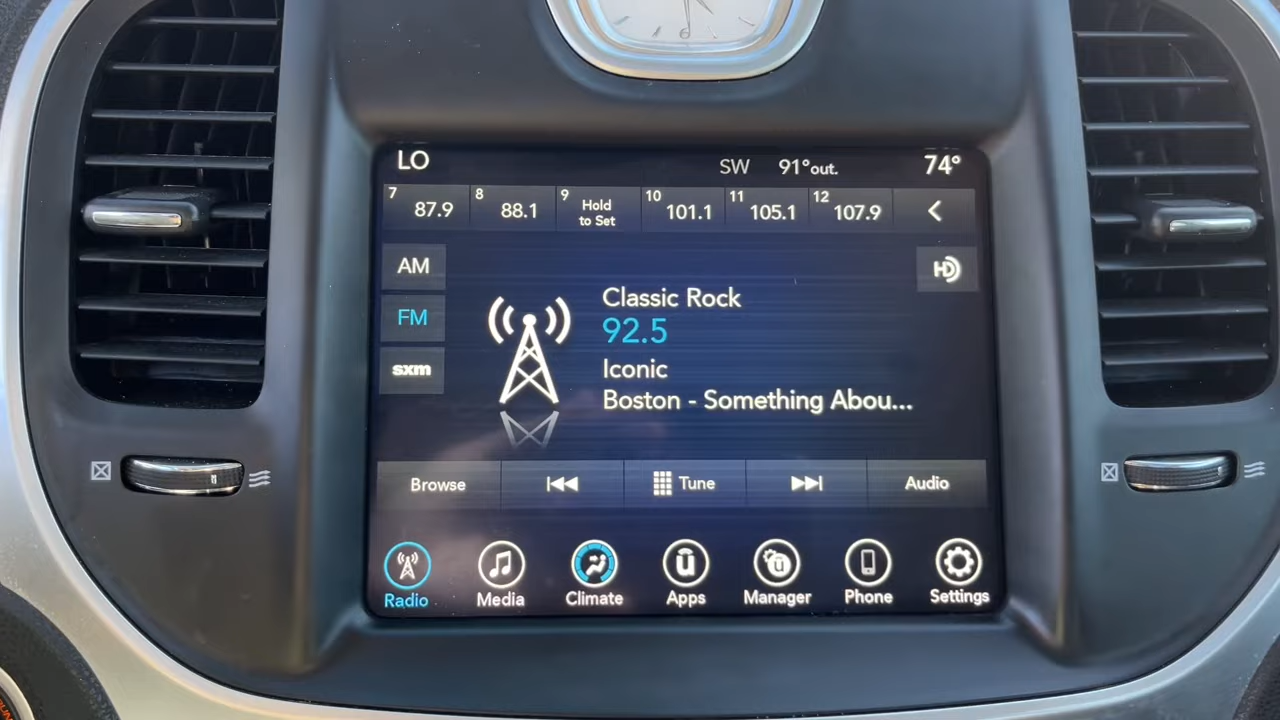 6
LO SW 91°out. 74°
7 87.9 8 88.1 9 Hold to Set 10 101.1 11 105.1 12 107.9
AM
HD
Classic Rock
FM
92.5
sxm
Iconic
Boston - Something Abou...
Browse Tune Audio
Radio Media Climate Apps Manager Phone Settings